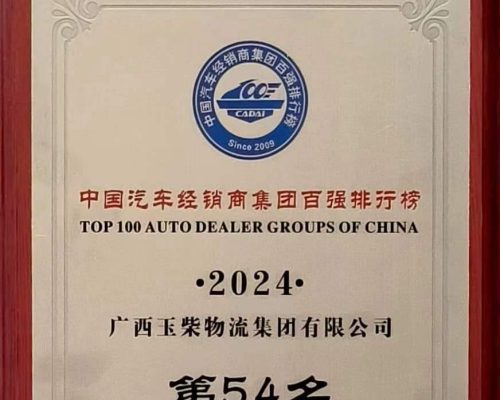 中国汽车经销商集团百强排行榜
100
CADAI
Since 2009
中国汽车经销商集团百强排行榜
TOP 100 AUTO DEALER GROUPS OF CHINA
·2024·
广西玉柴物流集团有限公司
第54名